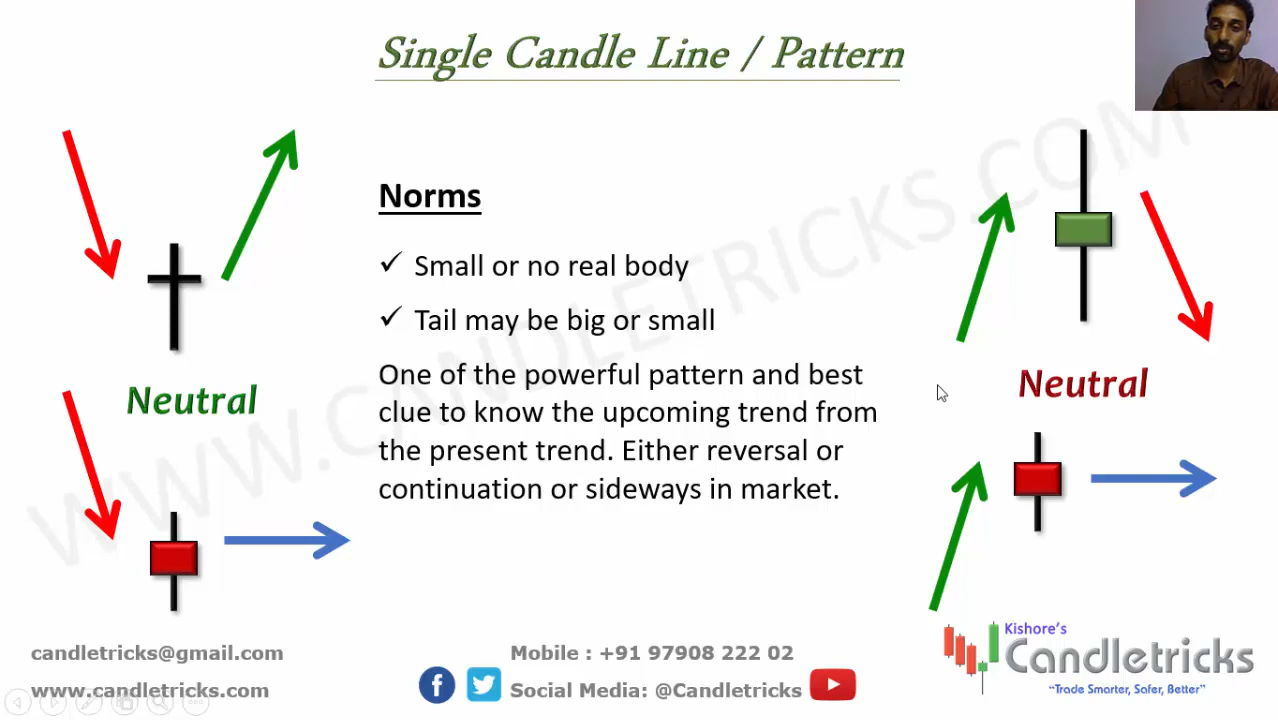 Single Candle Line / Pattern
WWW.CANDLETRICKS.COM
Norms
✓ Small or no real body
✓ Tail may be big or small
One of the powerful pattern and best
clue to know the upcoming trend from
the present trend. Either reversal or
continuation or sideways in market.
Neutral
Neutral
candletricks@gmail.com
www.candletricks.com
Mobile : +91 97908 222 02
Social Media: @Candletricks
Kishore's
Candletricks
"Trade Smarter, Safer, Better"